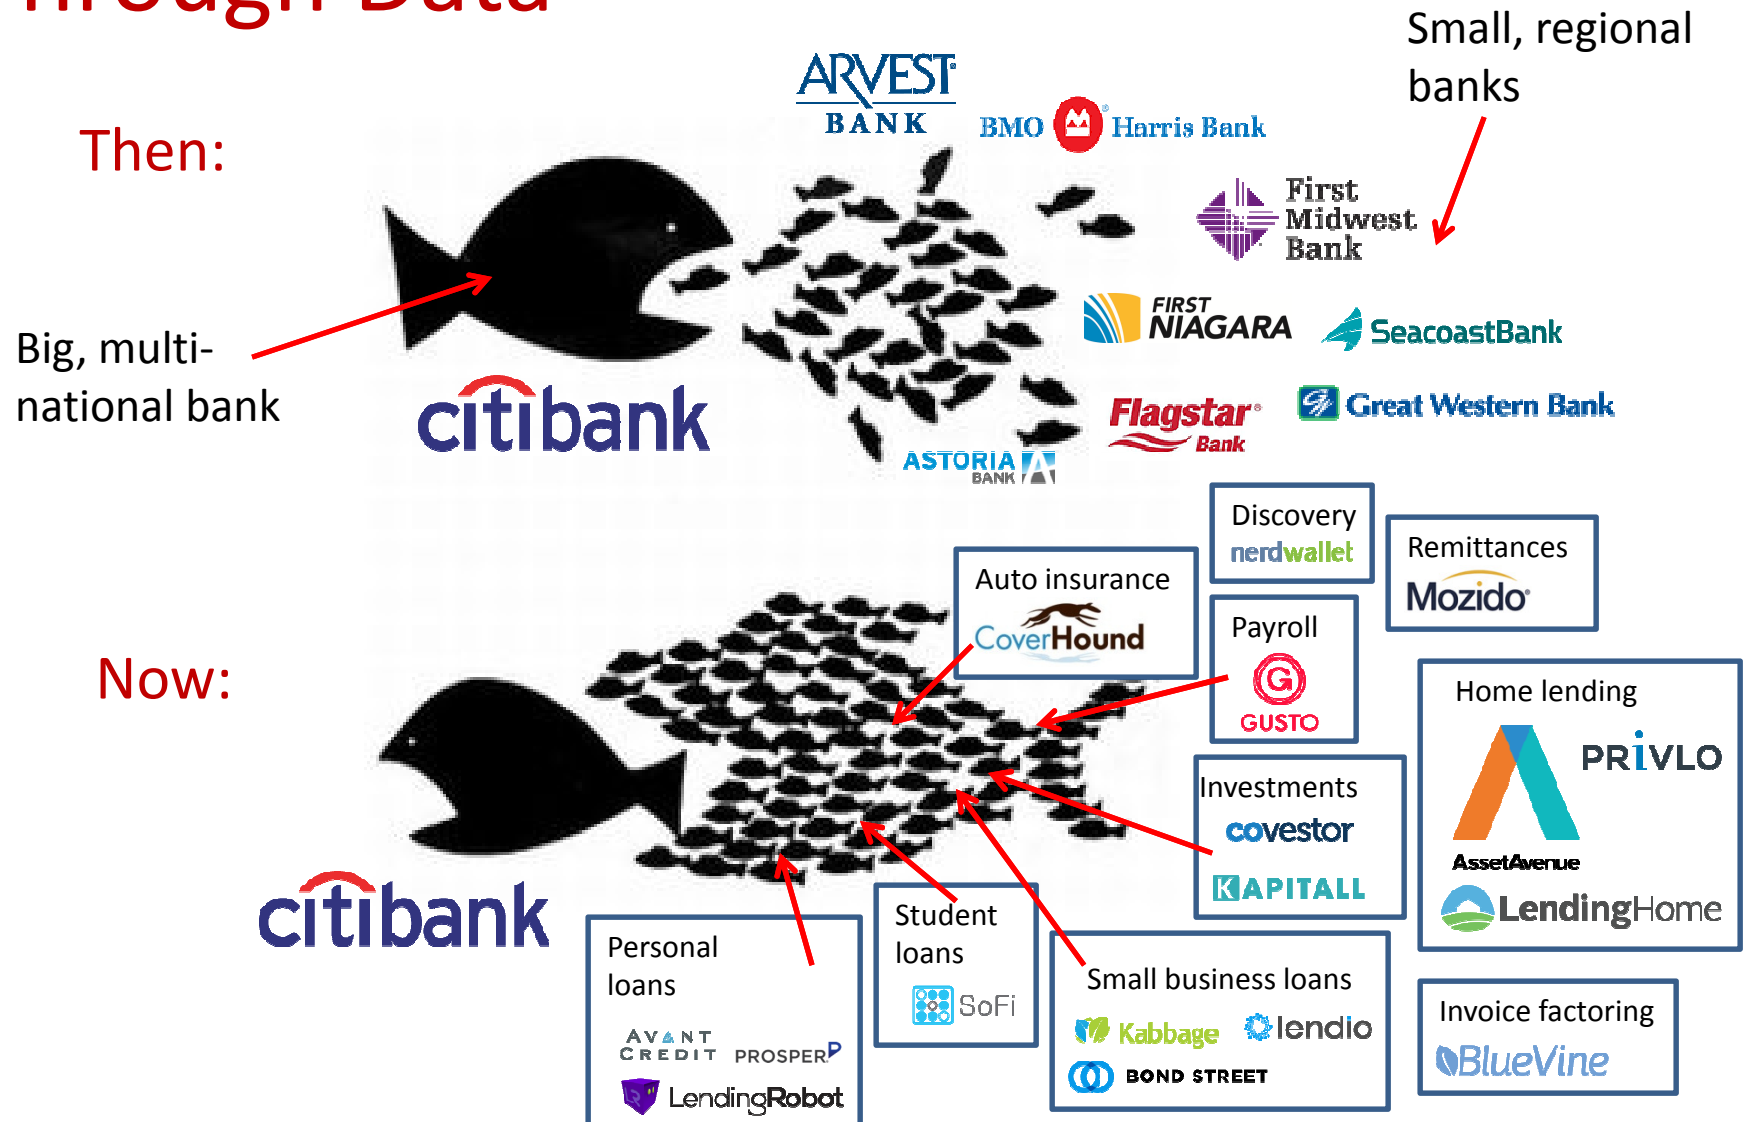 Through Data
Small, regional
banks
Then:
ARVEST
BANK
BMO Harris Bank
First
Midwest
Bank
FIRST
NIAGARA
SeacoastBank
Big, multi-
national bank
citibank
Flagstar
Bank
Great Western Bank
ASTORIA
BANK
Now:
Discovery
nerdwallet
Remittances
Mozido
Auto insurance
CoverHound
Payroll
G
GUSTO
Home lending
PRiVLO
AssetAvenue
LendingHome
Investments
covestor
KAPITALL
citibank
Personal
loans
AVANT
CREDIT
PROSPER
LendingRobot
Student
loans
SoFi
Small business loans
Kabbage
lendio
BOND STREET
Invoice factoring
BlueVine